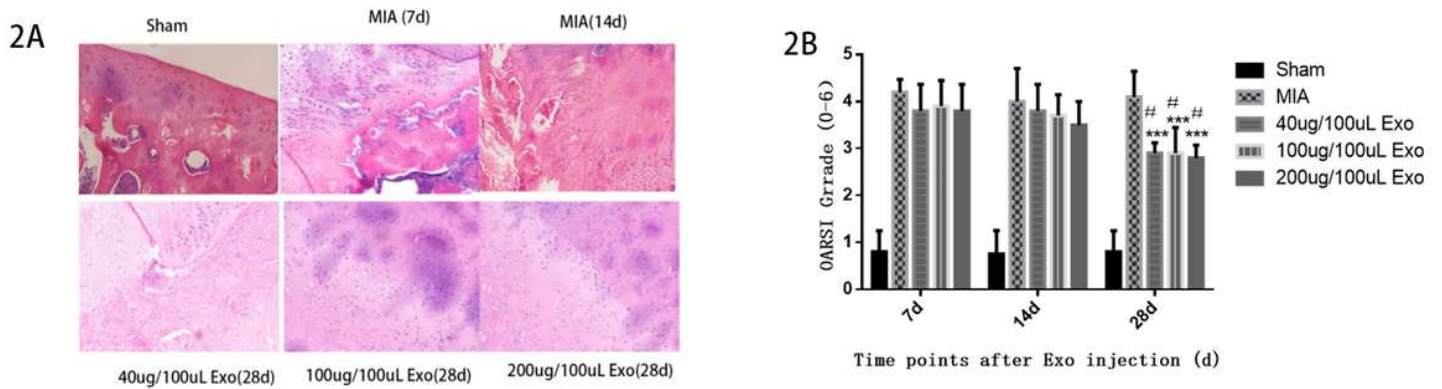 2A
Sham
MIA (7d)
MIA(14d)
40ug/100uL Exo(28d)
100ug/100uL Exo(28d)
200ug/100uL Exo(28d)
2B
OARSI Grrade (0-6)
5
4
3
2
1
0
#
***
#
***
#
***
7d
14d
28d
Time points after Exo injection (d)
Sham
MIA
40ug/100uL Exo
100ug/100uL Exo
200ug/100uL Exo